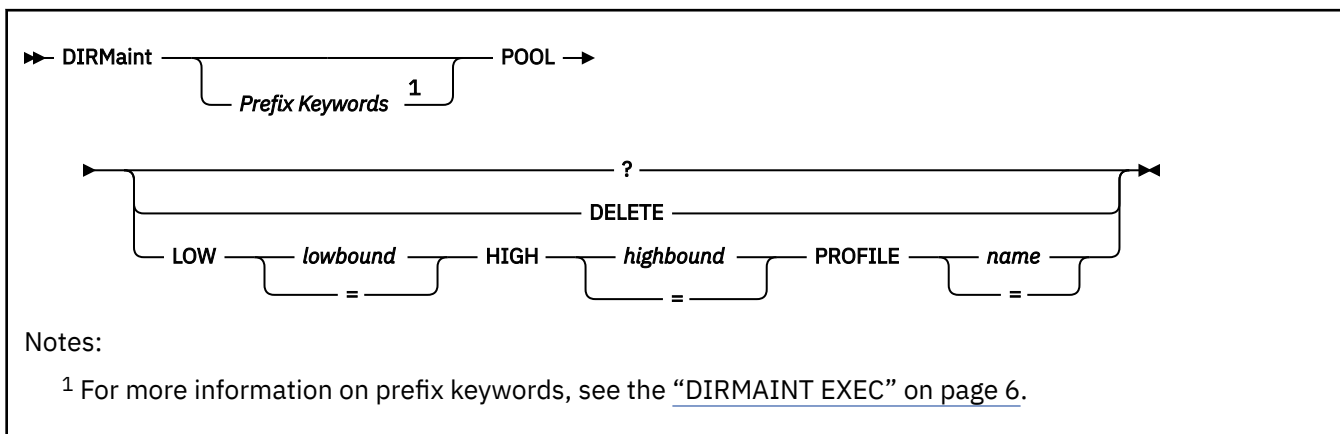 DIRMaint POOL
Prefix Keywords 1
?
DELETE
LOW lowbound HIGH highbound PROFILE name
= = =
Notes:
1 For more information on prefix keywords, see the “DIRMAINT EXEC” on page 6.